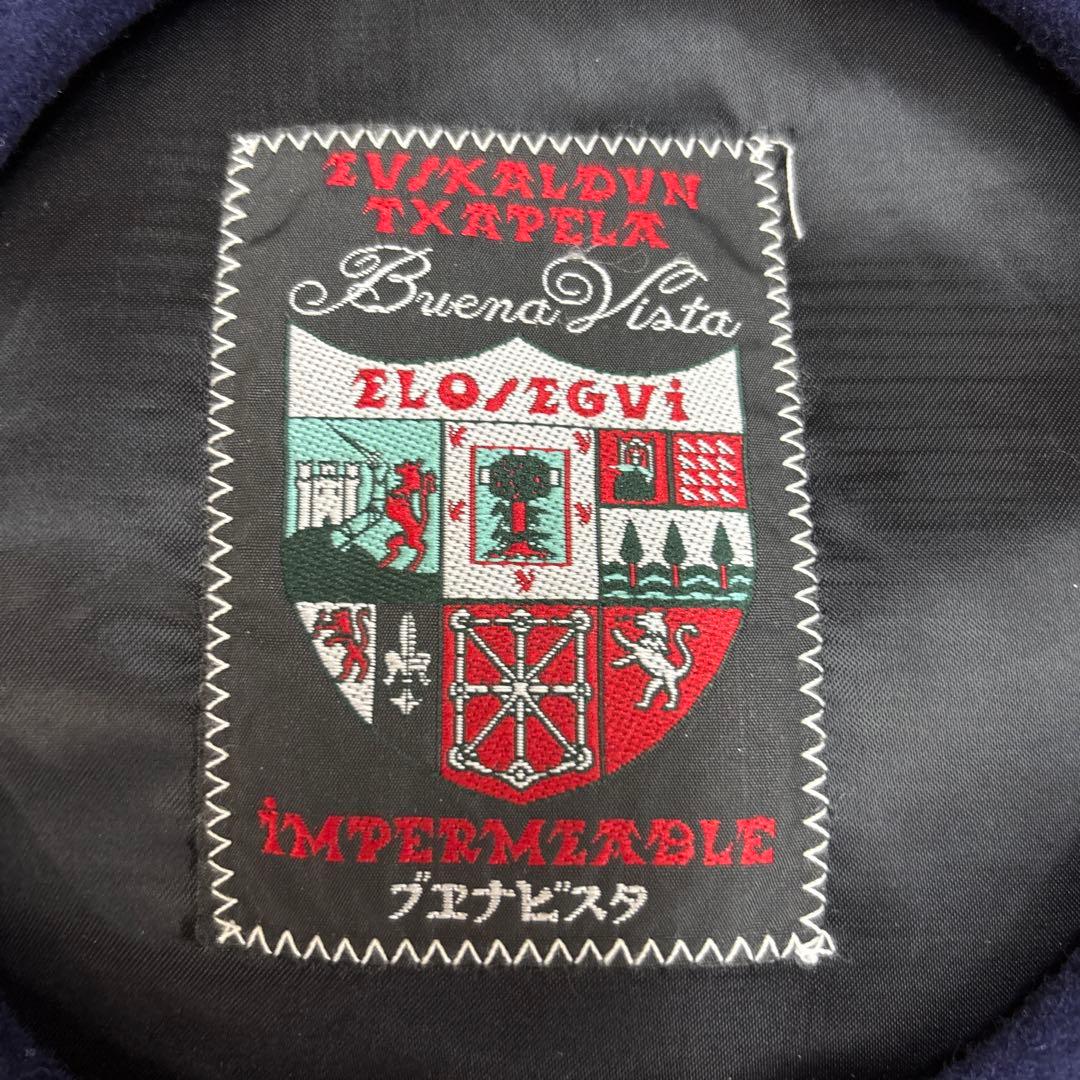 EUSKALDUN
TXAPELA
Buena Vista
ELOSEGUi
iMPERMEABLE
ブエナビスタ